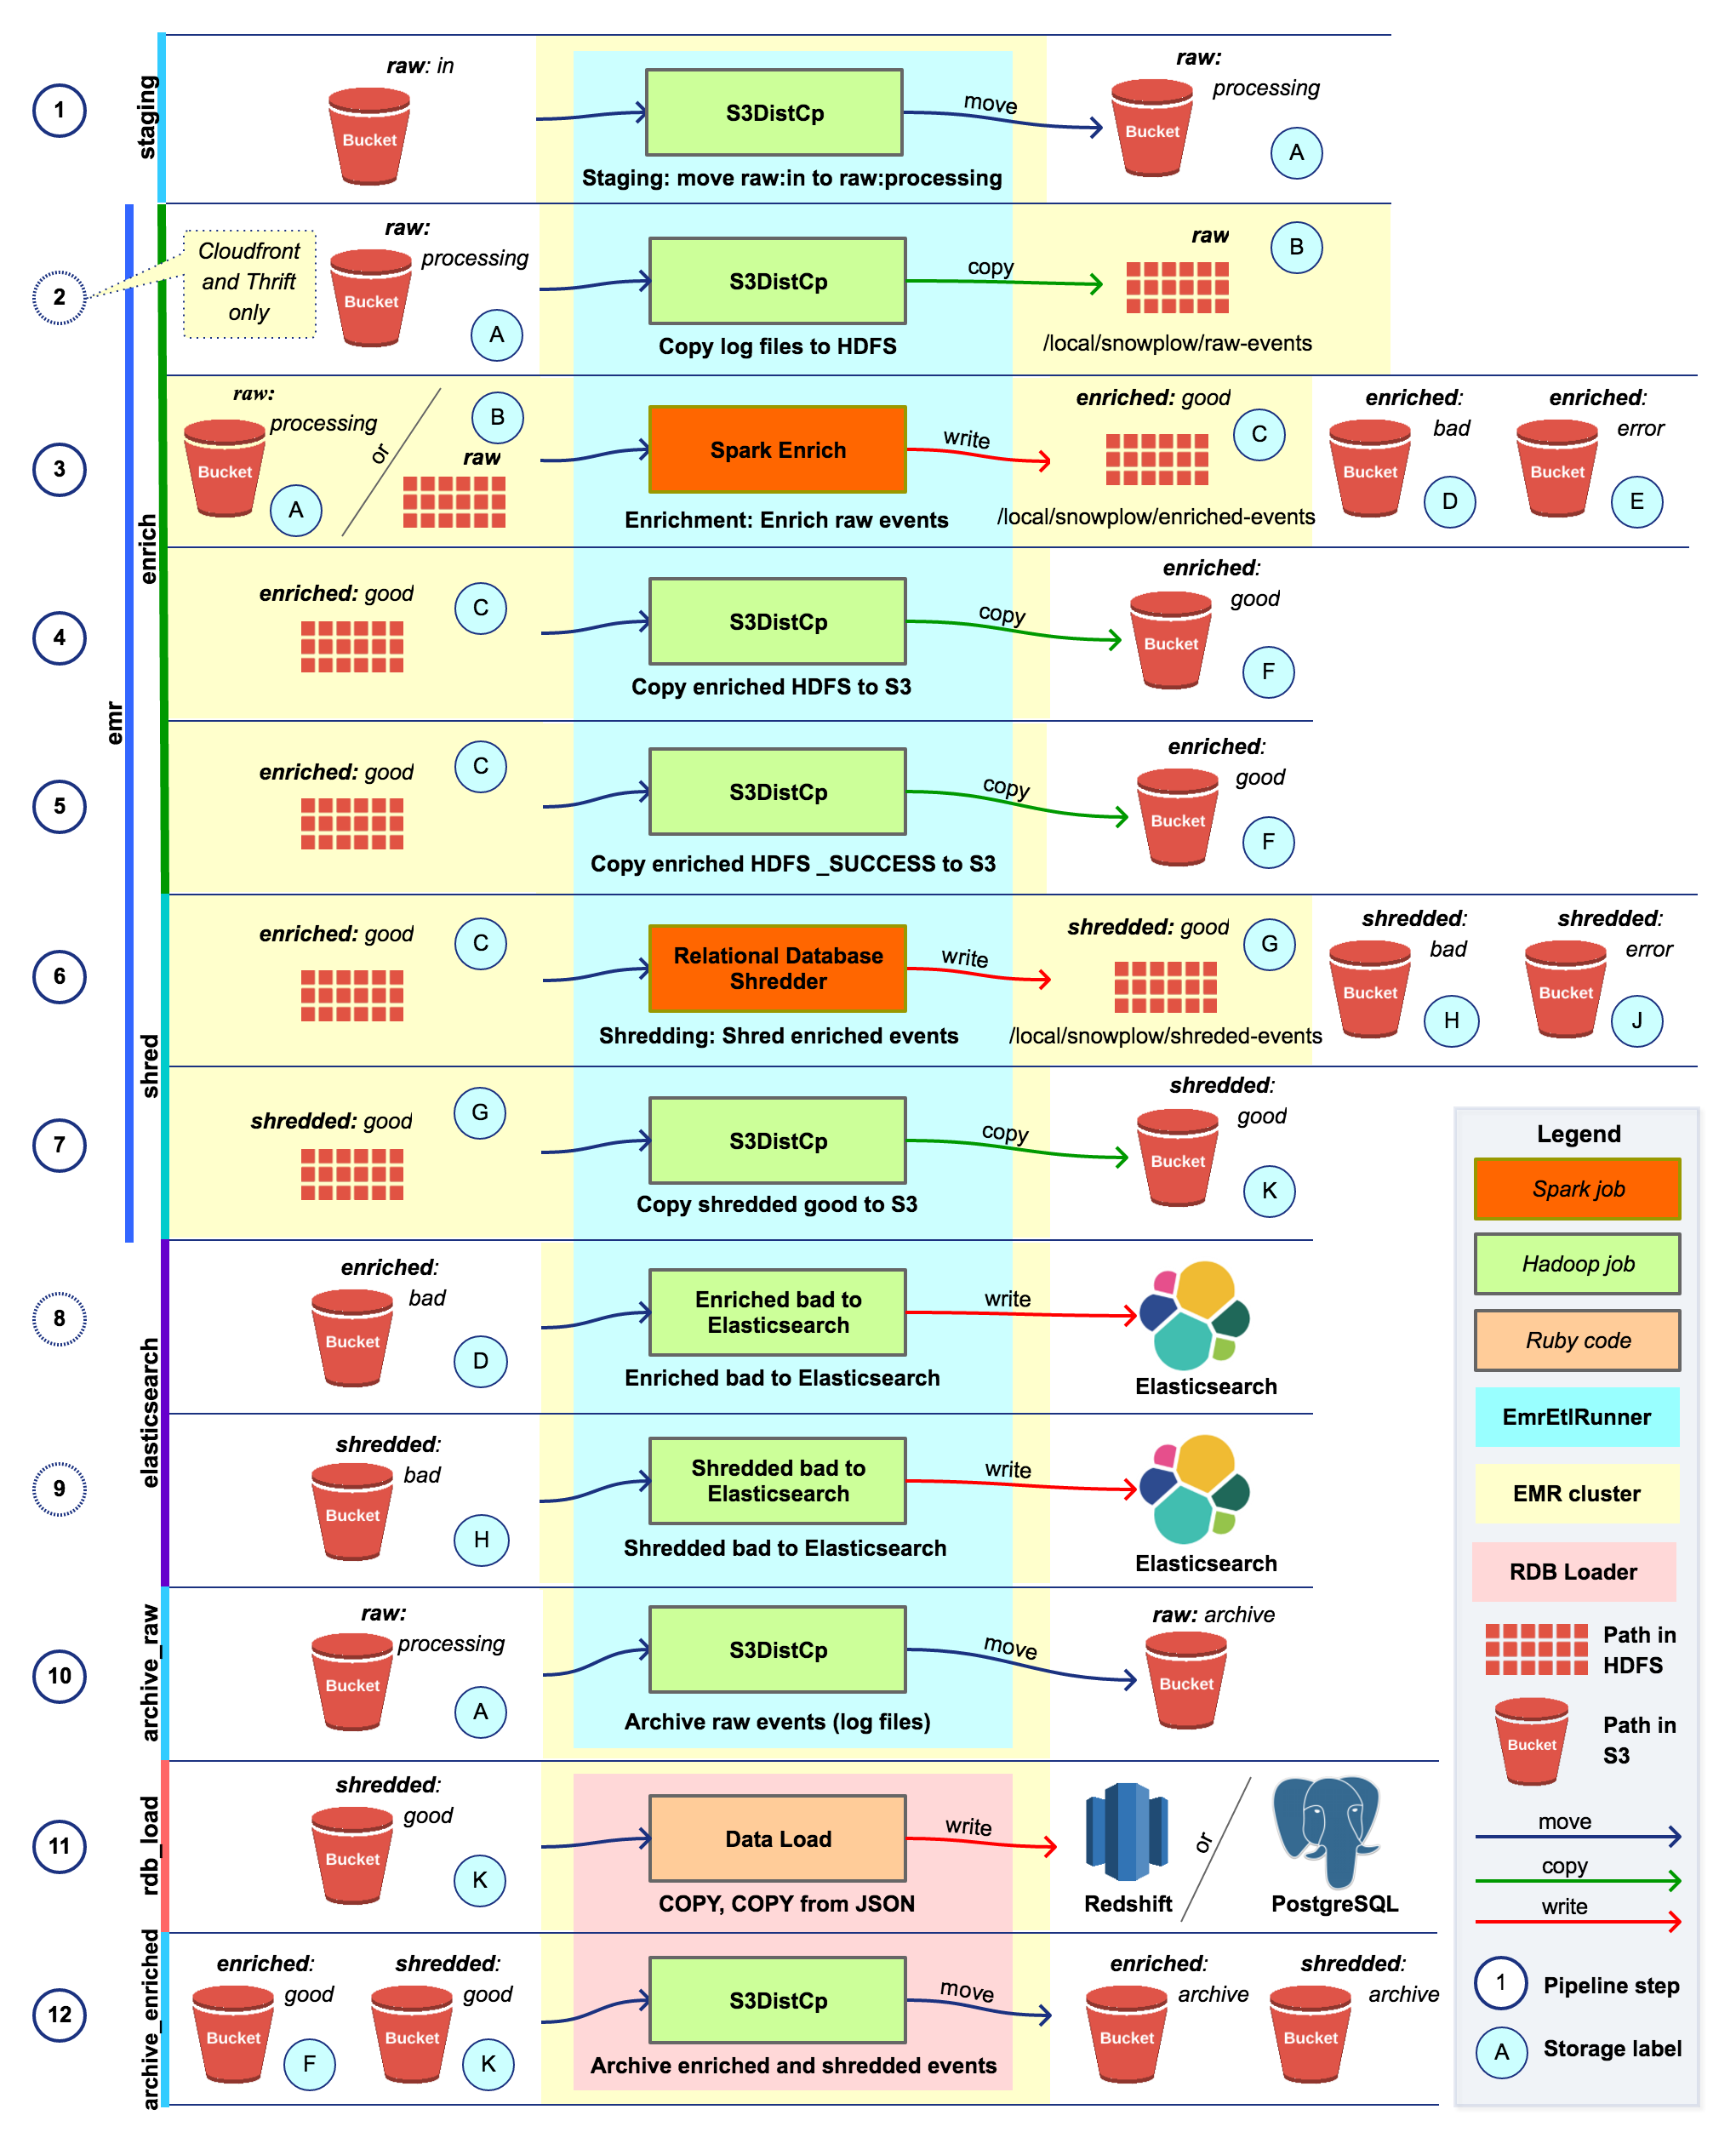 1
staging
raw: in
Bucket
S3DistCp
move
Staging: move raw:in to raw:processing
raw:
processing
Bucket
A
emr
enrich
2
Cloudfront
and Thrift
only
raw:
processing
Bucket
A
S3DistCp
copy
Copy log files to HDFS
raw
B
/local/snowplow/raw-events
3
raw:
processing
Bucket
A
or
B
raw
Spark Enrich
write
Enrichment: Enrich raw events
enriched: good
C
/local/snowplow/enriched-events
enriched:
bad
Bucket
D
enriched:
error
Bucket
E
4
enriched: good
C
S3DistCp
copy
Copy enriched HDFS to S3
enriched:
good
Bucket
F
5
enriched: good
C
S3DistCp
copy
Copy enriched HDFS _SUCCESS to S3
enriched:
good
Bucket
F
shred
6
enriched: good
C
Relational Database
Shredder
write
Shredding: Shred enriched events
shredded: good
G
/local/snowplow/shreded-events
shredded:
bad
Bucket
H
shredded:
error
Bucket
J
7
shredded: good
G
S3DistCp
copy
Copy shredded good to S3
shredded:
good
Bucket
K
elasticsearch
8
enriched:
bad
Bucket
D
Enriched bad to
Elasticsearch
write
Enriched bad to Elasticsearch
Elasticsearch
9
shredded:
bad
Bucket
H
Shredded bad to
Elasticsearch
write
Shredded bad to Elasticsearch
Elasticsearch
archive_raw
10
raw:
processing
Bucket
A
S3DistCp
move
Archive raw events (log files)
raw: archive
Bucket
rdb_load
11
shredded:
good
Bucket
K
Data Load
write
COPY, COPY from JSON
Redshift
or
PostgreSQL
archive_enriched
12
enriched:
good
Bucket
F
shredded:
good
Bucket
K
S3DistCp
move
Archive enriched and shredded events
enriched:
archive
Bucket
shredded:
archive
Bucket
Legend
Spark job
Hadoop job
Ruby code
EmrEtlRunner
EMR cluster
RDB Loader
Path in
HDFS
Bucket
Path in
S3
move
copy
write
1
Pipeline step
A
Storage label